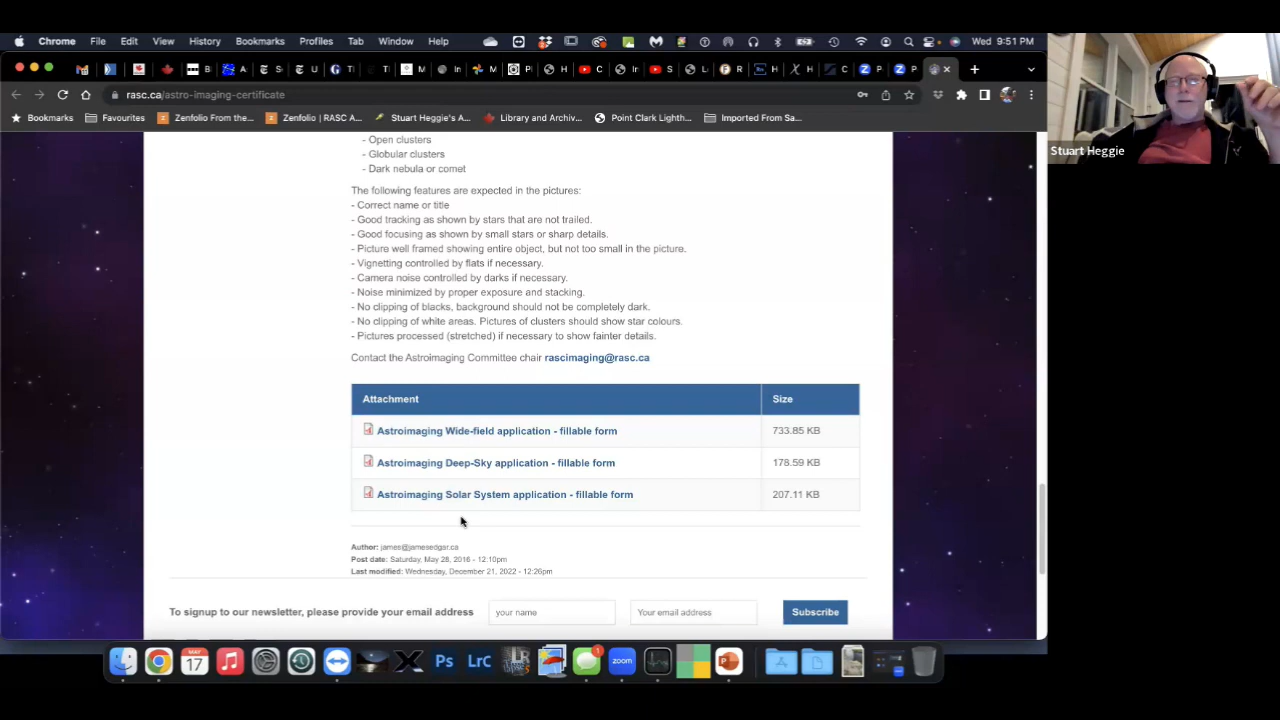 Chrome File Edit View History Bookmarks Profiles Tab Window Help Wed 9:51 PM
rasc.ca/astro-imaging-certificate
Bookmarks Favourites Zenfolio From the... Zenfolio | RASC A... Stuart Heggie's A... Library and Archiv... Point Clark Lighth... Imported From Sa...
Stuart Heggie
- Open clusters
- Globular clusters
- Dark nebula or comet
The following features are expected in the pictures:
- Correct name or title
- Good tracking as shown by stars that are not trailed.
- Good focusing as shown by small stars or sharp details.
- Picture well framed showing entire object, but not too small in the picture.
- Vignetting controlled by flats if necessary.
- Camera noise controlled by darks if necessary.
- Noise minimized by proper exposure and stacking.
- No clipping of blacks, background should not be completely dark.
- No clipping of white areas. Pictures of clusters should show star colours.
- Pictures processed (stretched) if necessary to show fainter details.
Contact the Astroimaging Committee chair rascimaging@rasc.ca
Attachment Size
Astroimaging Wide-field application - fillable form 733.85 KB
Astroimaging Deep-Sky application - fillable form 178.59 KB
Astroimaging Solar System application - fillable form 207.11 KB
Author: james@jamesedgar.ca
Post date: Saturday, May 28, 2016 - 12:10pm
Last modified: Wednesday, December 21, 2022 - 12:26pm
To signup to our newsletter, please provide your email address your name Your email address Subscribe
MAY
17 Ps LrC zoom 1